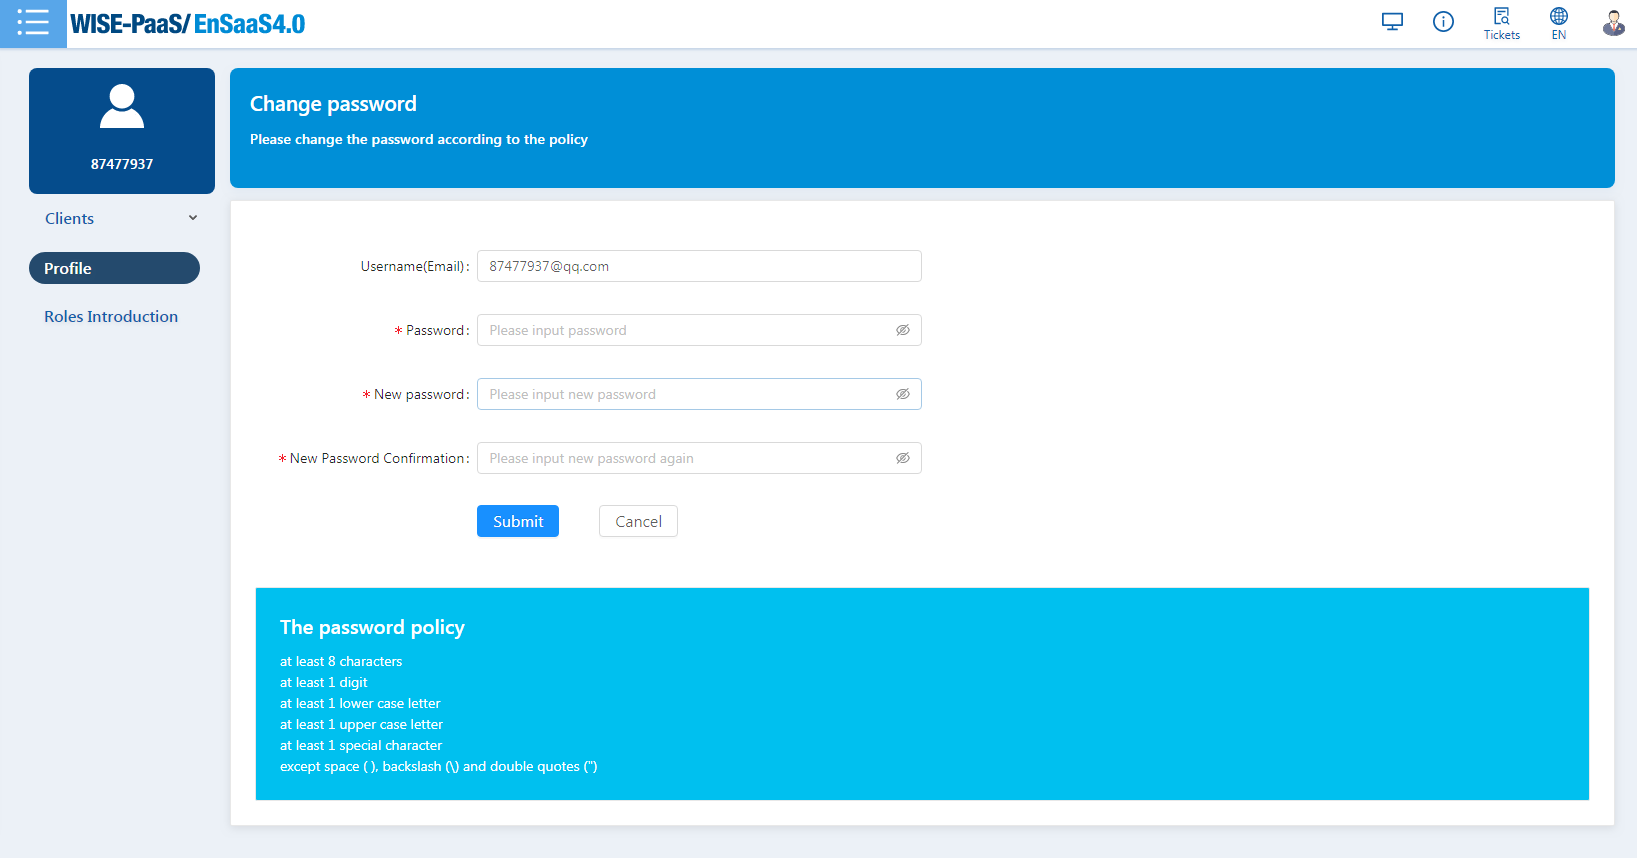 WISE-PaaS/ EnSaaS4.0
Tickets
EN
87477937
Clients
Profile
Roles Introduction
Change password
Please change the password according to the policy
Username(Email) : 87477937@qq.com
* Password : Please input password
* New password : Please input new password
* New Password Confirmation : Please input new password again
Submit Cancel
The password policy
at least 8 characters
at least 1 digit
at least 1 lower case letter
at least 1 upper case letter
at least 1 special character
except space ( ), backslash (\) and double quotes (")